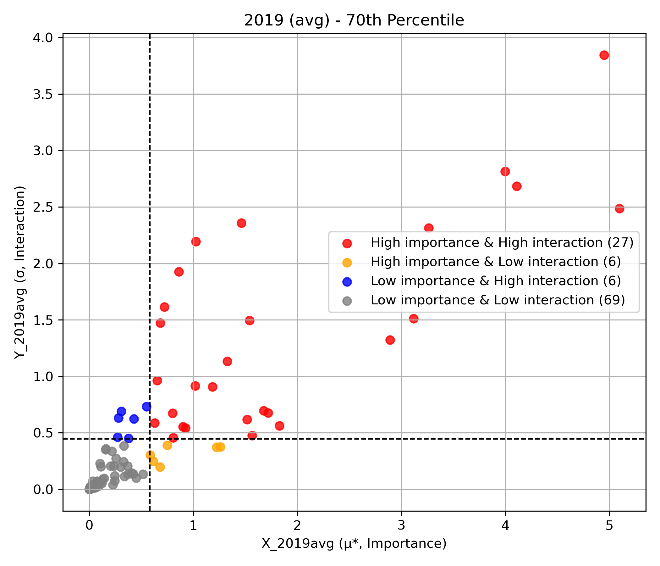 2019 (avg) - 70th Percentile
4.0
3.5
3.0
2.5
2.0
1.5
1.0
0.5
0.0
Y_2019avg (σ, Interaction)
High importance & High interaction (27)
High importance & Low interaction (6)
Low importance & High interaction (6)
Low importance & Low interaction (69)
0 1 2 3 4 5
X_2019avg (μ*, Importance)